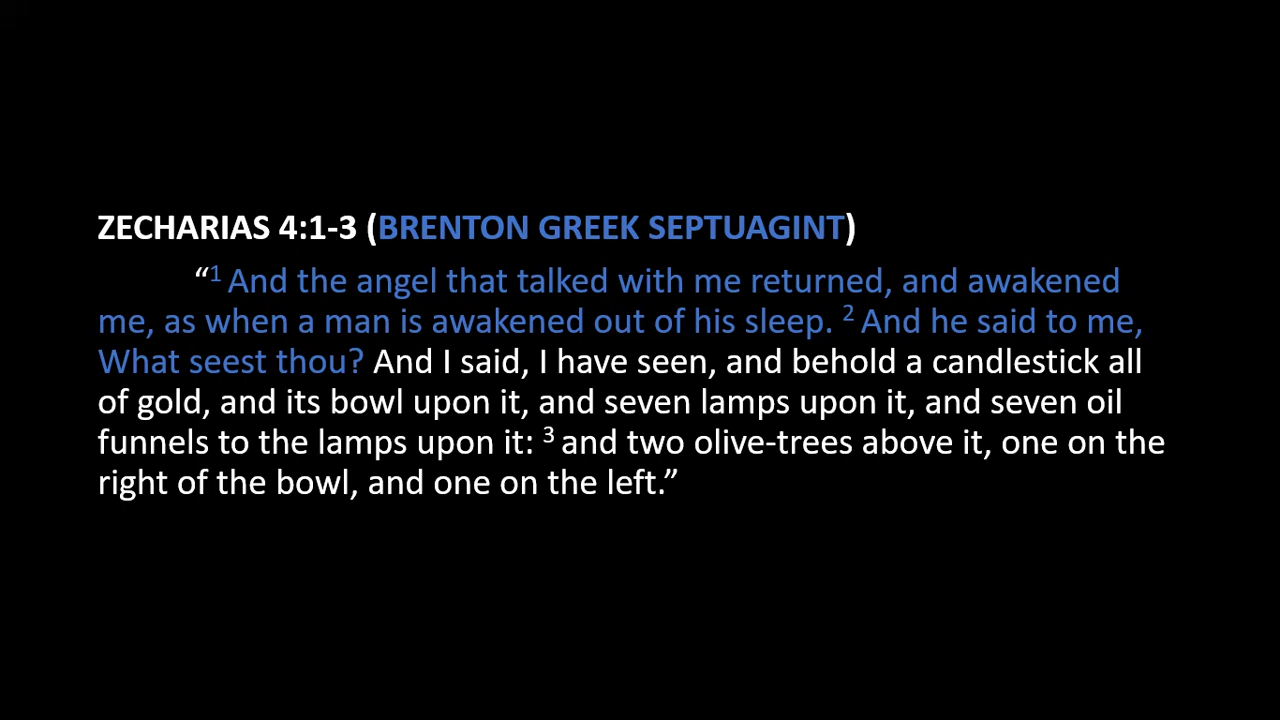 ZECHARIAS 4:1-3 (BRENTON GREEK SEPTUAGINT)
“1 And the angel that talked with me returned, and awakened
me, as when a man is awakened out of his sleep. 2 And he said to me,
What seest thou? And I said, I have seen, and behold a candlestick all
of gold, and its bowl upon it, and seven lamps upon it, and seven oil
funnels to the lamps upon it: 3 and two olive-trees above it, one on the
right of the bowl, and one on the left.”